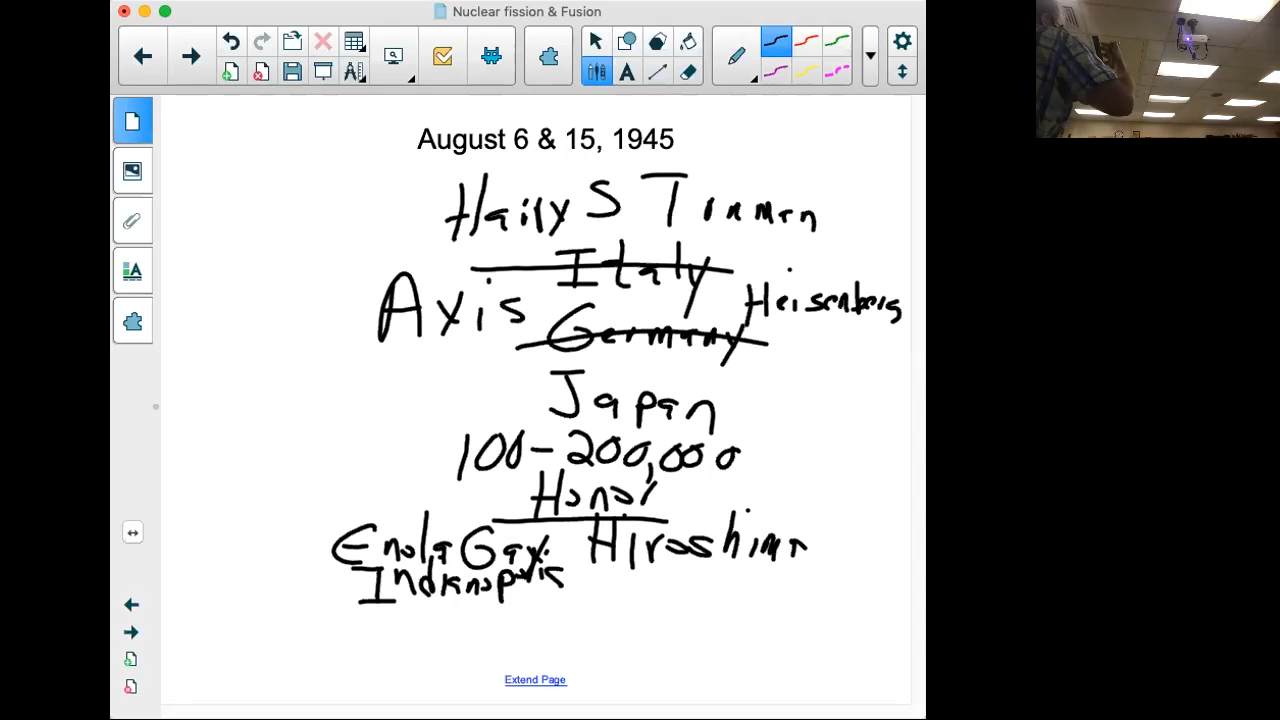 Nuclear fission & Fusion
August 6 & 15, 1945
Harry S Truman
Italy
Axis Germany Heisenberg
Japan
100-200,000
Honor
Enola Gay Hiroshima
Indianapolis
Extend Page